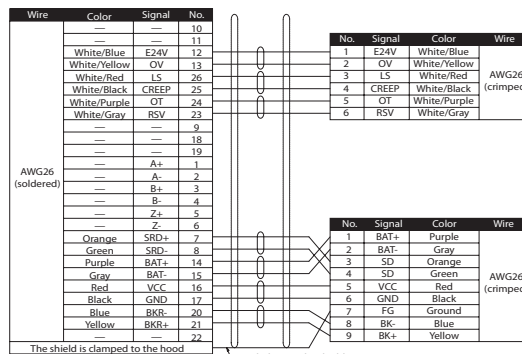 Wire Color Signal No.
— — 10
— — 11
White/Blue E24V 12
White/Yellow OV 13
White/Red LS 26
White/Black CREEP 25
White/Purple OT 24
White/Gray RSV 23
— — 9
— — 18
— — 19
— A+ 1
— A- 2
— B+ 3
— B- 4
— Z+ 5
— Z- 6
Orange SRD+ 7
Green SRD- 8
Purple BAT+ 14
Gray BAT- 15
Red VCC 16
Black GND 17
Blue BKR- 20
Yellow BKR+ 21
— — 22
AWG26
(soldered)
The shield is clamped to the hood
No. Signal Color Wire
1 E24V White/Blue
2 OV White/Yellow
3 LS White/Red
4 CREEP White/Black
5 OT White/Purple
6 RSV White/Gray
AWG26
(crimped
No. Signal Color Wire
1 BAT+ Purple
2 BAT- Gray
3 SD Orange
4 SD Green
5 VCC Red
6 GND Black
7 FG Ground
8 BK- Blue
9 BK+ Yellow
AWG26
(crimped